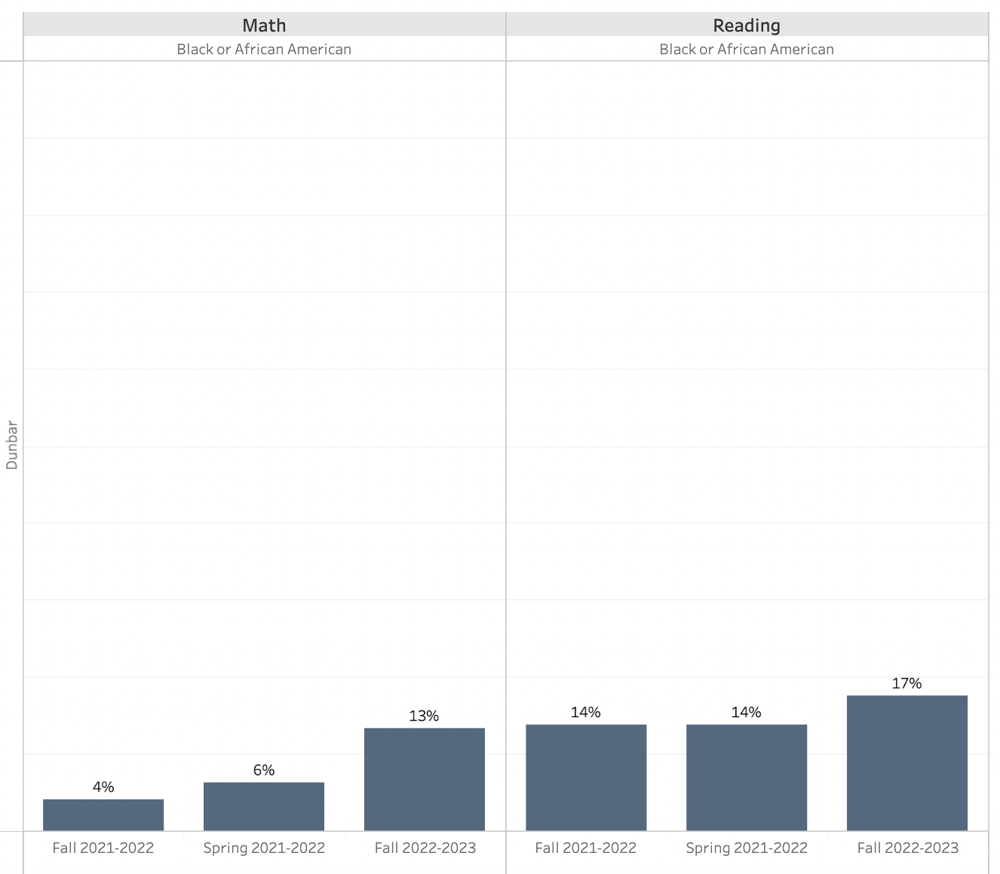 Math
Reading
Black or African American
Black or African American
Dunbar
17%
14%
14%
13%
6%
4%
Fall 2021-2022
Spring 2021-2022
Fall 2022-2023
Fall 2021-2022
Spring 2021-2022
Fall 2022-2023